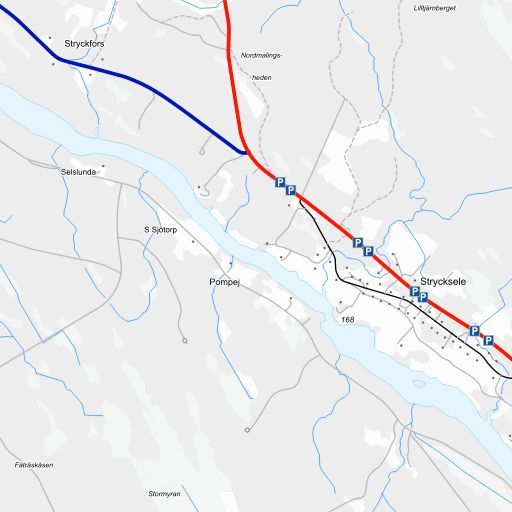 Lilltjärnberget
Stryckfors
Nordmalings-
heden
P
P
Selslunda
S Sjötorp
P
P
Pompej
Strycksele
P
P
168
P
P
Fäträskåsen
Stormyran